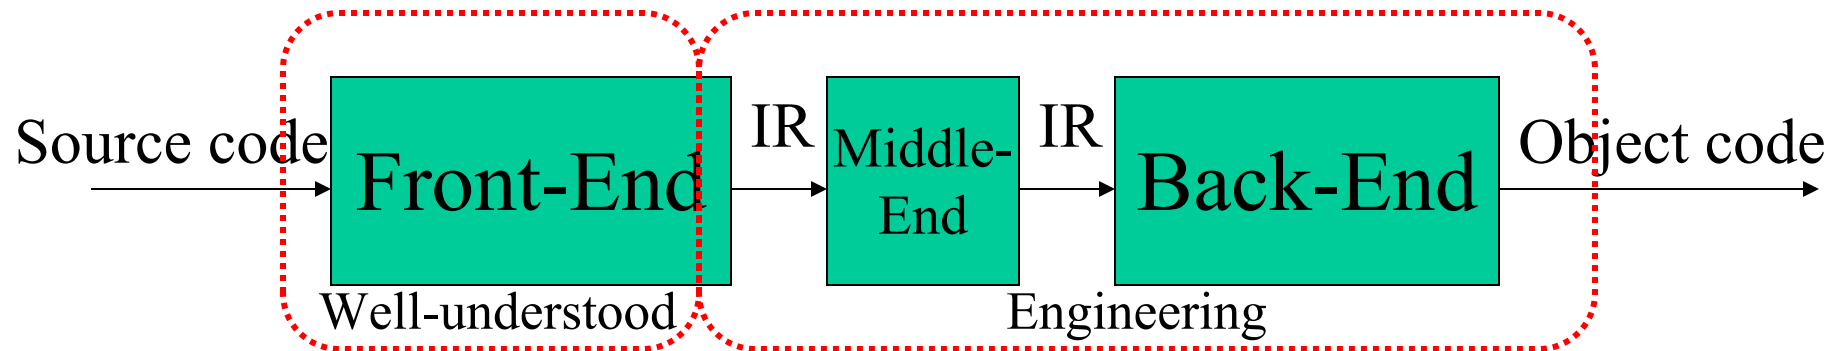 Source code
Front-End
IR
Middle-
End
IR
Back-End
Object code
Well-understood
Engineering